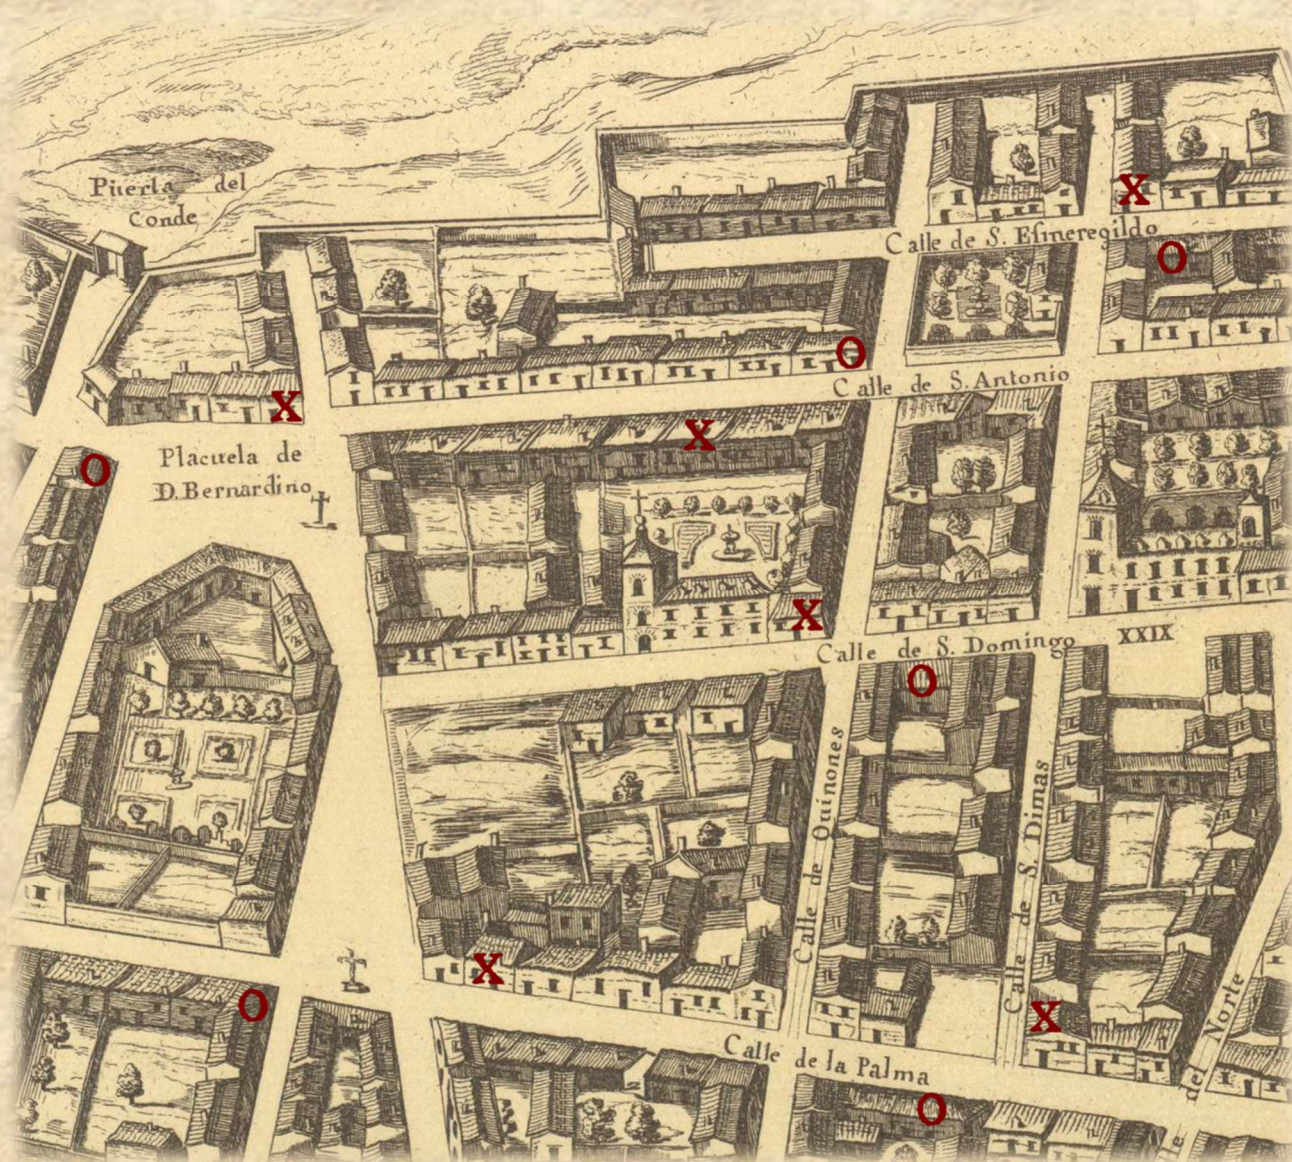 X
Puerta del
Conde
Calle de S. Esmeregildo
O
O
Calle de S. Antonio
X
X
Placuela de
D. Bernardino
O
X
Calle de S. Domingo
XXIX
O
Calle de Quinones
Calle de S. Dimas
X
O
X
del Norte
Calle de la Palma
O